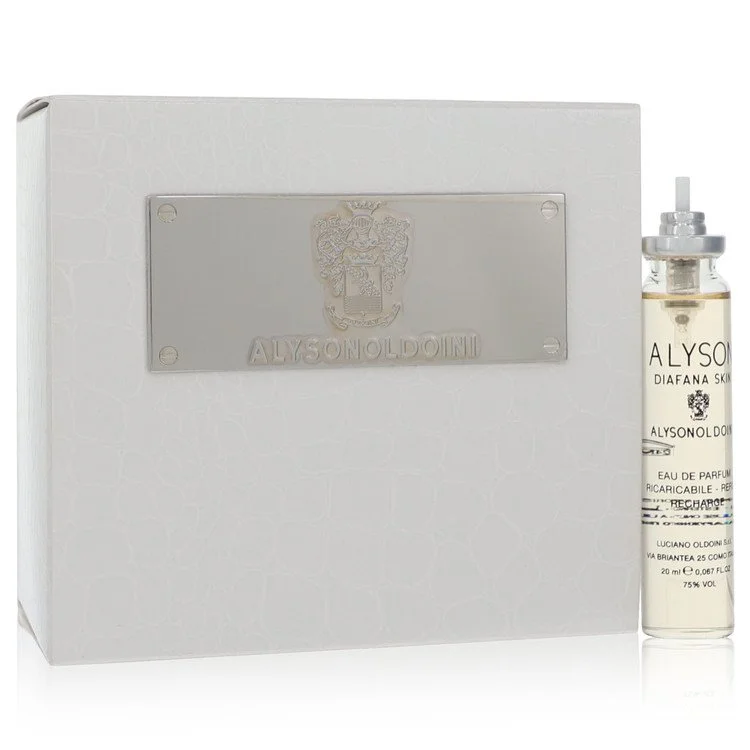 ALYSONOLDOINI
ALYSON
DIAFANA SKIN
ALYSONOLDOINI
EAU DE PARFUM
RICARICABILE - REF
RECHARGE
LUCIANO OLDOINI
VIA BRIANTEA 25 COMO
20 ml e 0,067 FL.OZ
75% VOL